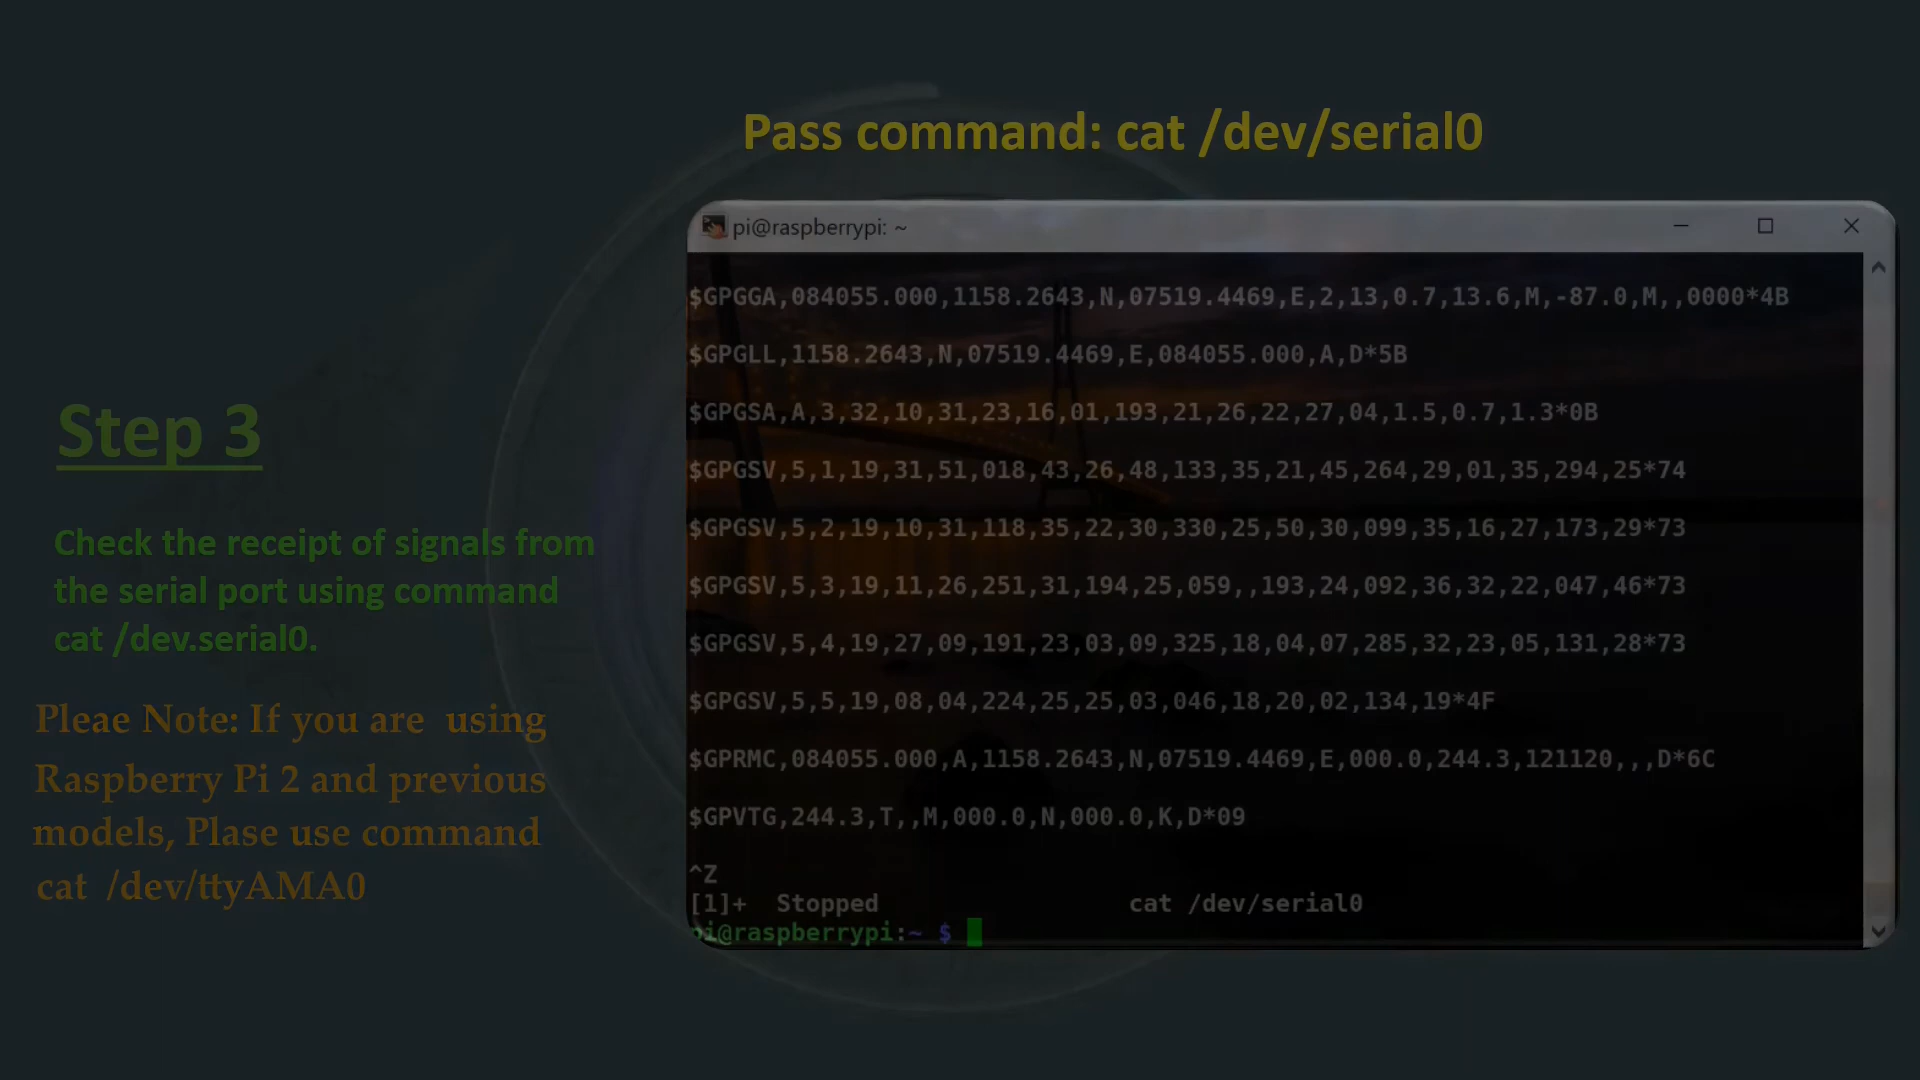 Pass command: cat /dev/serial0
pi@raspberrypi: ~
$GPGGA,084055.000,1158.2643,N,07519.4469,E,2,13,0.7,13.6,M,-87.0,M,,0000*4B
$GPGLL,1158.2643,N,07519.4469,E,084055.000,A,D*5B
$GPGSA,A,3,32,10,31,23,16,01,193,21,26,22,27,04,1.5,0.7,1.3*0B
$GPGSV,5,1,19,31,51,018,43,26,48,133,35,21,45,264,29,01,35,294,25*74
$GPGSV,5,2,19,10,31,118,35,22,30,330,25,50,30,099,35,16,27,173,29*73
$GPGSV,5,3,19,11,26,251,31,194,25,059,,193,24,092,36,32,22,047,46*73
$GPGSV,5,4,19,27,09,191,23,03,09,325,18,04,07,285,32,23,05,131,28*73
$GPGSV,5,5,19,08,04,224,25,25,03,046,18,20,02,134,19*4F
$GPRMC,084055.000,A,1158.2643,N,07519.4469,E,000.0,244.3,121120,,,D*6C
$GPVTG,244.3,T,,M,000.0,N,000.0,K,D*09
^Z
[1]+  Stopped                 cat /dev/serial0
pi@raspberrypi:~ $
Step 3
Check the receipt of signals from
the serial port using command
cat /dev.serial0.
Pleae Note: If you are using
Raspberry Pi 2 and previous
models, Plase use command
cat /dev/ttyAMA0